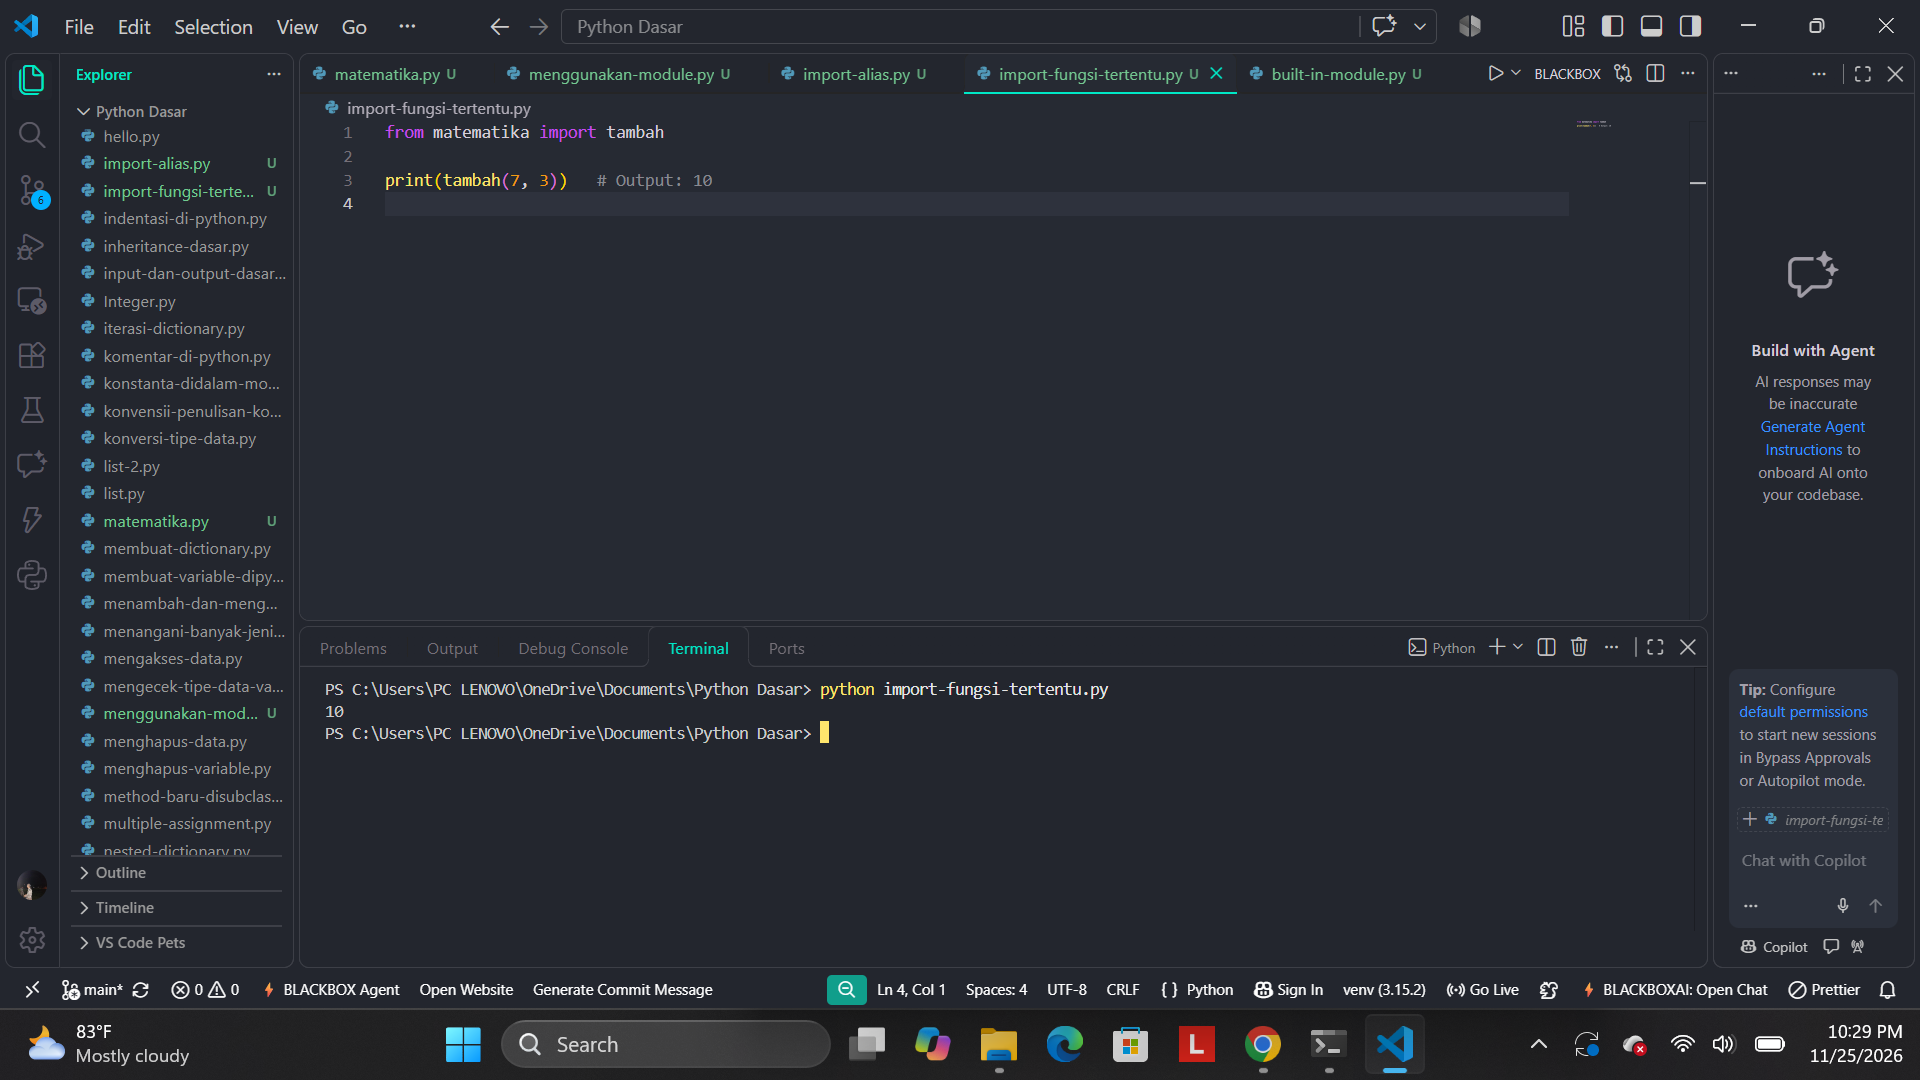 File Edit Selection View Go
Python Dasar
Explorer
Python Dasar
hello.py
import-alias.py U
import-fungsi-terte... U
indentasi-di-python.py
inheritance-dasar.py
input-dan-output-dasar...
Integer.py
iterasi-dictionary.py
komentar-di-python.py
konstanta-didalam-mo...
konvensii-penulisan-ko...
konversi-tipe-data.py
list-2.py
list.py
matematika.py U
membuat-dictionary.py
membuat-variable-dipy...
menambah-dan-meng...
menangani-banyak-jeni...
mengakses-data.py
mengecek-tipe-data-va...
menggunakan-mod... U
menghapus-data.py
menghapus-variable.py
method-baru-disubclas...
multiple-assignment.py
nested-dictionary.py
Outline
Timeline
VS Code Pets
6
matematika.py U menggunakan-module.py U import-alias.py U import-fungsi-tertentu.py U built-in-module.py U
BLACKBOX
import-fungsi-tertentu.py
1 from matematika import tambah
2
3 print(tambah(7, 3)) # Output: 10
4
Problems Output Debug Console Terminal Ports
Python
PS C:\Users\PC LENOVO\OneDrive\Documents\Python Dasar> python import-fungsi-tertentu.py
10
PS C:\Users\PC LENOVO\OneDrive\Documents\Python Dasar>
Build with Agent
AI responses may
be inaccurate
Generate Agent
Instructions to
onboard AI onto
your codebase.
Tip: Configure
default permissions
to start new sessions
in Bypass Approvals
or Autopilot mode.
import-fungsi-te
Chat with Copilot
Copilot
main* 0 0 BLACKBOX Agent Open Website Generate Commit Message
Ln 4, Col 1 Spaces: 4 UTF-8 CRLF { } Python Sign In venv (3.15.2) Go Live BLACKBOXAI: Open Chat Prettier
83°F
Mostly cloudy
Search
L
10:29 PM
11/25/2026